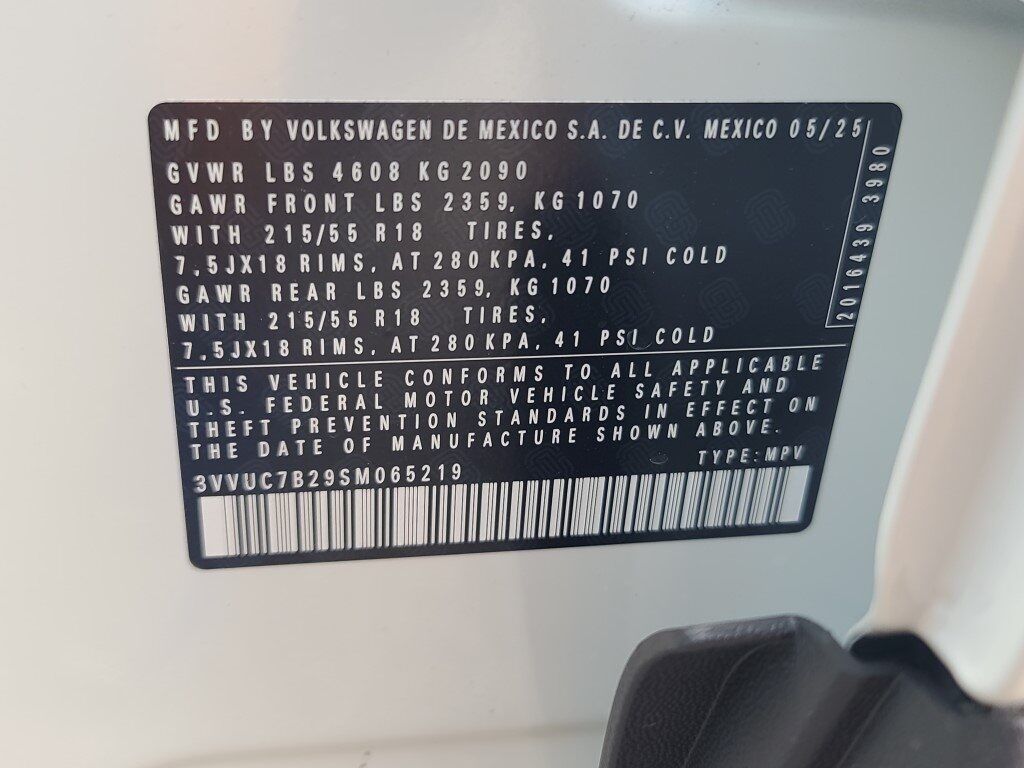 MFD BY VOLKSWAGEN DE MEXICO S.A. DE C.V. MEXICO 05/25
GVWR LBS 4608 KG 2090
GAWR FRONT LBS 2359, KG 1070
WITH 215/55 R18 TIRES,
7,5JX18 RIMS, AT 280 KPA, 41 PSI COLD
GAWR REAR LBS 2359, KG 1070
WITH 215/55 R18 TIRES,
7,5JX18 RIMS, AT 280 KPA, 41 PSI COLD
2016439 3980
THIS VEHICLE CONFORMS TO ALL APPLICABLE
U.S. FEDERAL MOTOR VEHICLE SAFETY AND
THEFT PREVENTION STANDARDS IN EFFECT ON
THE DATE OF MANUFACTURE SHOWN ABOVE.
TYPE: MPV
3VVUC7B29SM065219